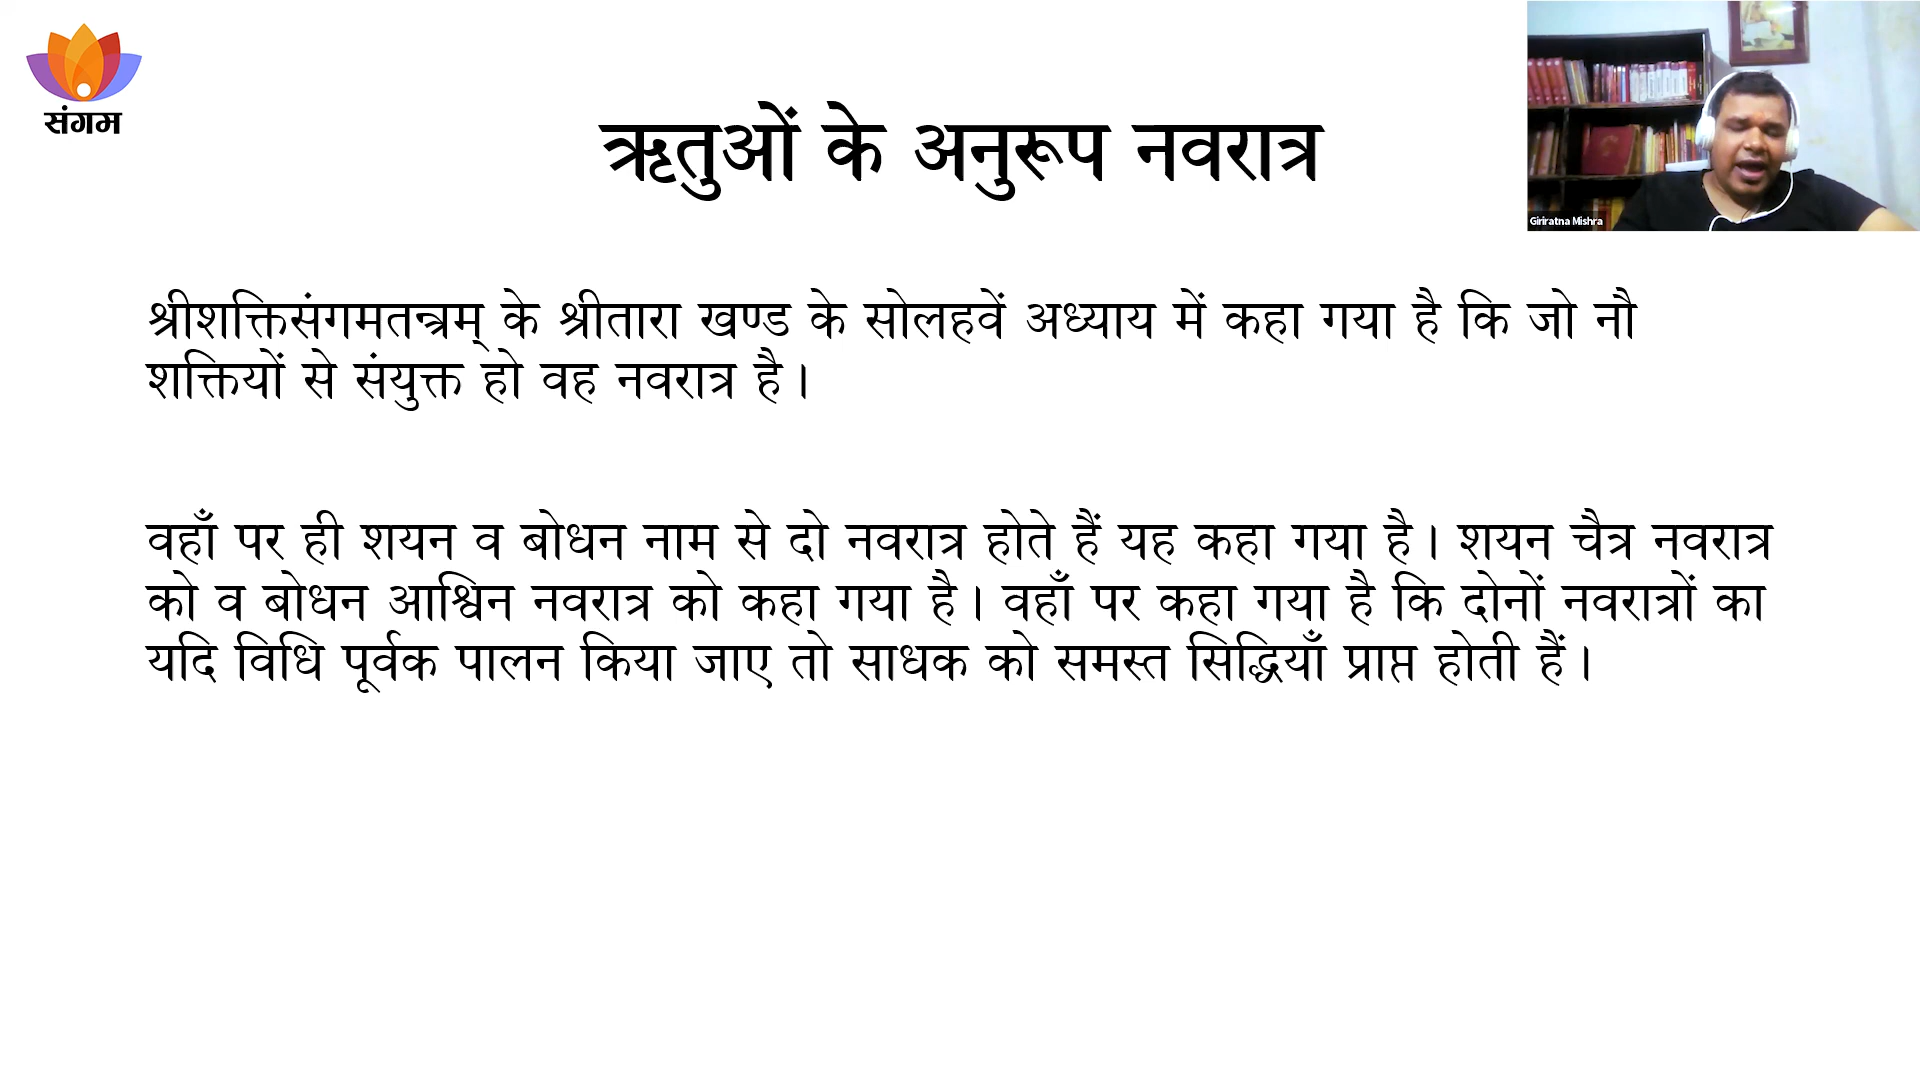 संगम
ऋतुओं के अनुरूप नवरात्र
Giriratna Mishra
श्रीशक्तिसंगमतन्त्रम् के श्रीतारा खण्ड के सोलहवें अध्याय में कहा गया है कि जो नौ
शक्तियों से संयुक्त हो वह नवरात्र है।
वहाँ पर ही शयन व बोधन नाम से दो नवरात्र होते हैं यह कहा गया है। शयन चैत्र नवरात्र
को व बोधन आश्विन नवरात्र को कहा गया है। वहाँ पर कहा गया है कि दोनों नवरात्रों का
यदि विधि पूर्वक पालन किया जाए तो साधक को समस्त सिद्धियाँ प्राप्त होती हैं।